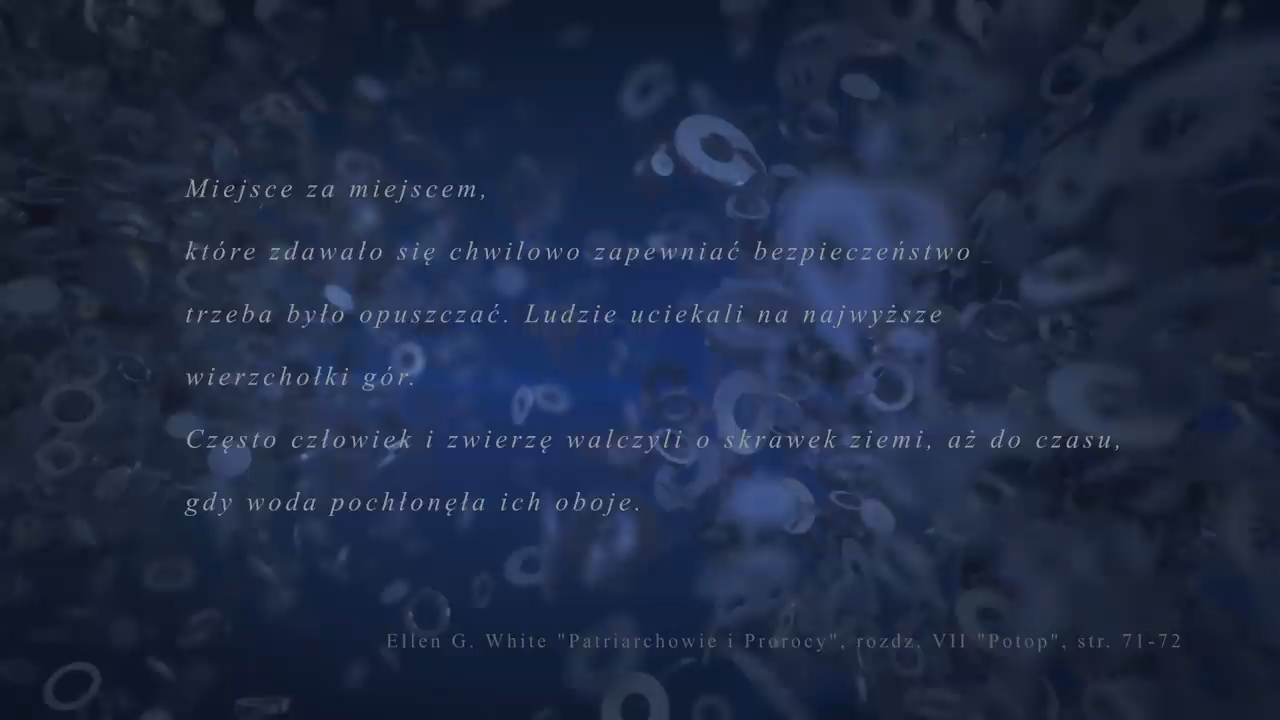 Miejsce za miejscem,
które zdawało się chwilowo zapewniać bezpieczeństwo
trzeba było opuszczać. Ludzie uciekali na najwyższe
wierzchołki gór.
Często człowiek i zwierzę walczyli o skrawek ziemi, aż do czasu,
gdy woda pochłonęła ich oboje.
Ellen G. White "Patriarchowie i Prorocy", rozdz. VII "Potop", str. 71-72